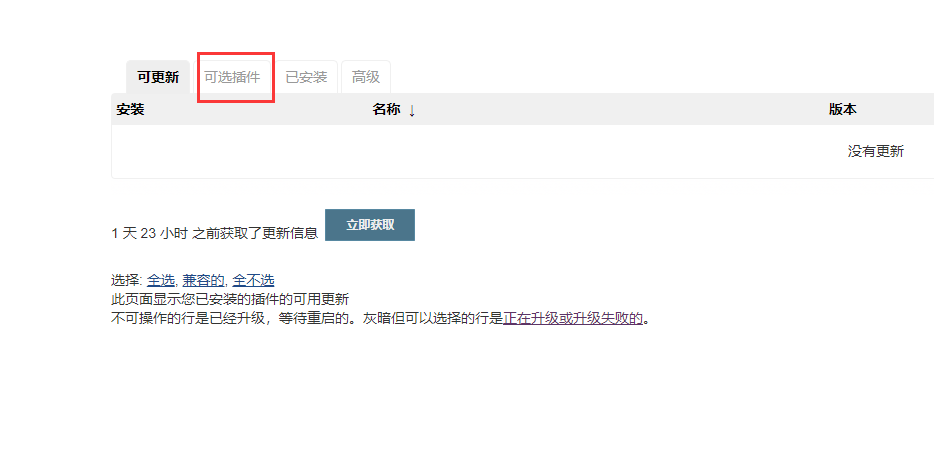 可更新 可选插件 已安装 高级
安装 名称 ↓ 版本
没有更新
1 天 23 小时 之前获取了更新信息 立即获取
选择: 全选, 兼容的, 全不选
此页面显示您已安装的插件的可用更新
不可操作的行是已经升级，等待重启的。灰暗但可以选择的行是正在升级或升级失败的。